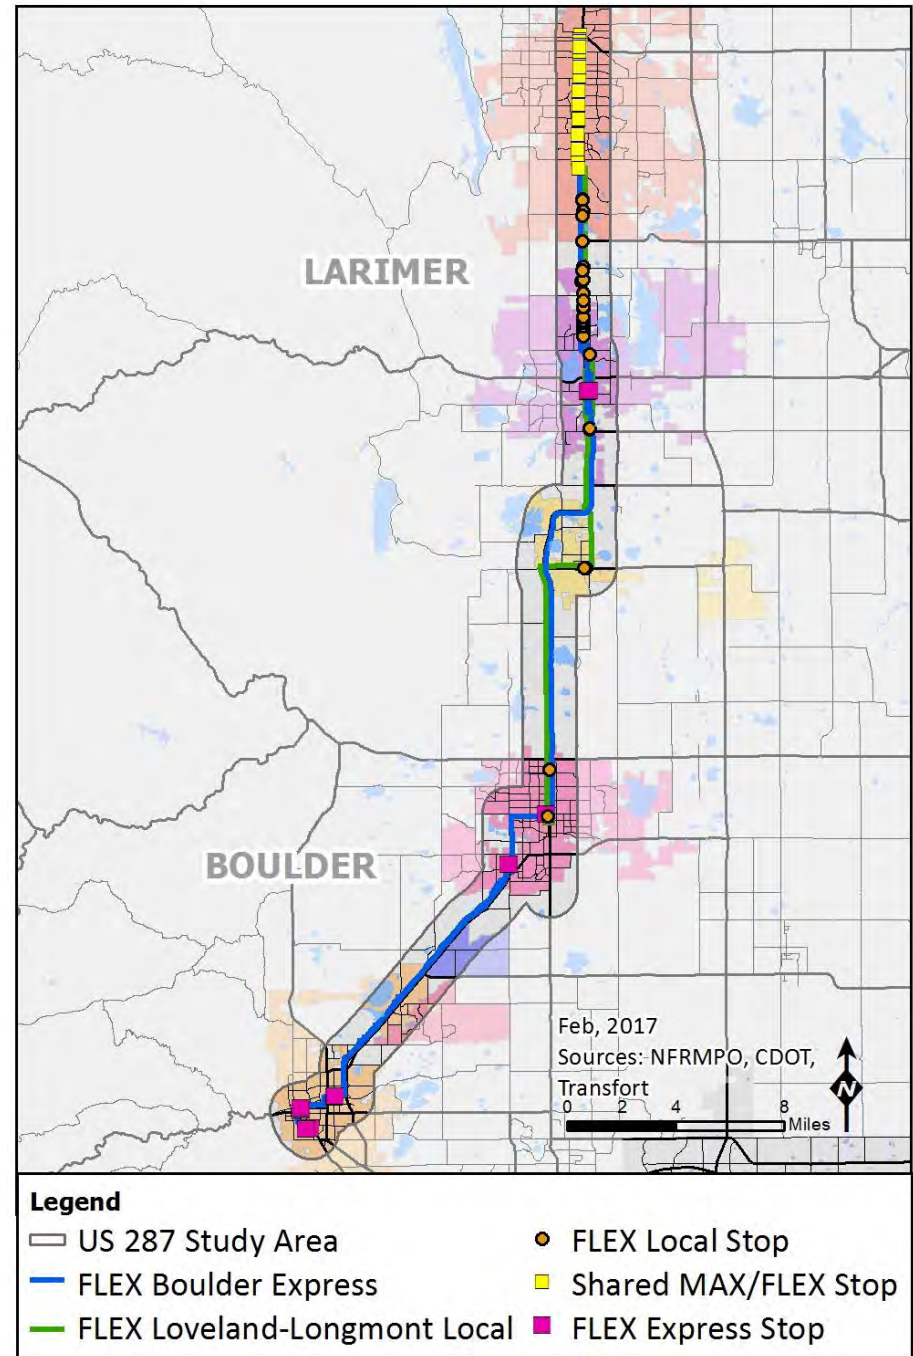 LARIMER
BOULDER
Feb, 2017
Sources: NFRMPO, CDOT,
Transfort
N
0 2 4 8
Miles
Legend
US 287 Study Area
FLEX Boulder Express
FLEX Loveland-Longmont Local
FLEX Local Stop
Shared MAX/FLEX Stop
FLEX Express Stop